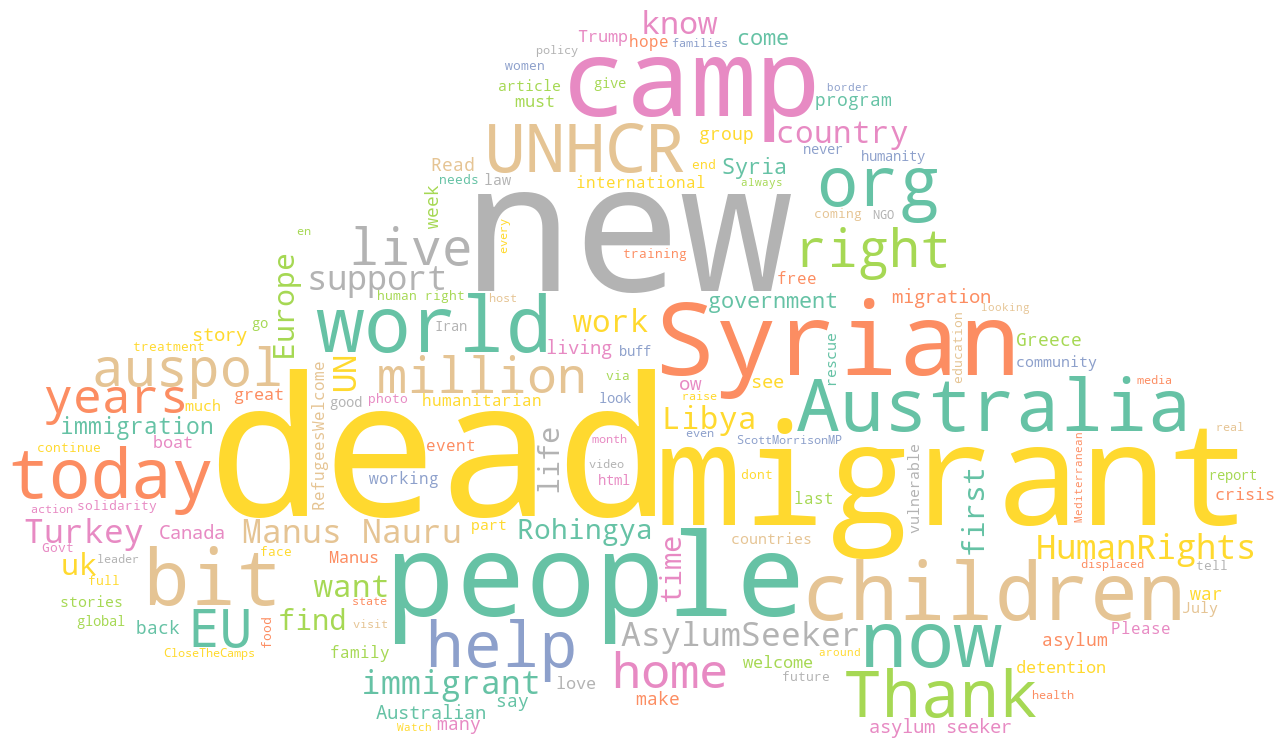 know
Trump hope families come
policy
camp
women
article give border
must program
UNHCR group country
never humanity
Read end Syria org
needs law international always
week new coming NGO
en every
live training right
support free
Europe human right host government migration
world Iran work Syrian looking
go
story living buff rescue education Greece
treatment community
auspol UN million via ow see media
years much great good photo humanitarian look raise Libya Australia
immigration RefugeesWelcome dead month even ScottMorrisonMP migrant real
continue boat event life
today working video dont vulnerable Mediterranean report
html last first crisis
action solidarity
Turkey Canada Manus Nauru part Rohingya time countries HumanRights
Govt leader face Manus displaced tell
uk full bit want people children war
stories state July
global back EU food find visit help AsylumSeeker now asylum Please
CloseTheCamps family home welcome around detention
immigrant love future Thank health
Australian say make
Watch many asylum seeker